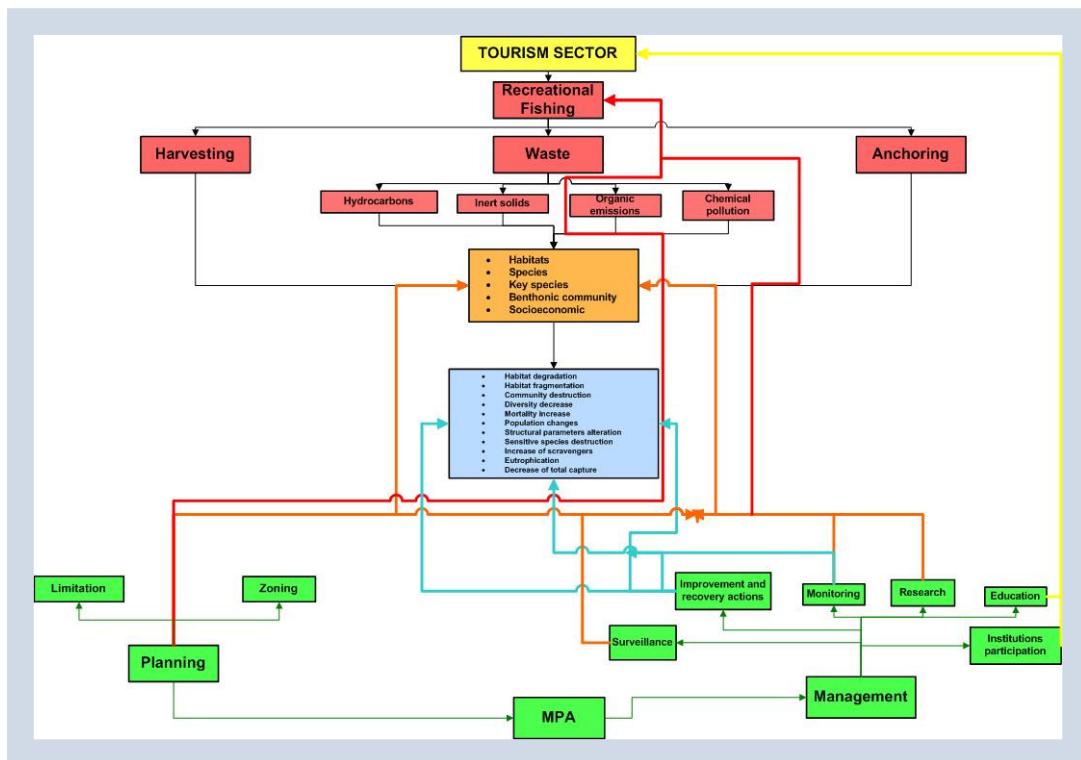 TOURISM SECTOR
Recreational
Fishing
Harvesting
Waste
Anchoring
Hydrocarbons
Inert solids
Organic
emissions
Chemical
pollution
• Habitats
• Species
• Key species
• Benthonic community
• Socioeconomic
• Habitat degradation
• Habitat fragmentation
• Community destruction
• Diversity decrease
• Mortality increase
• Population changes
• Structural parameters alteration
• Sensitive species destruction
• Increase of scravengers
• Eutrophication
• Decrease of total capture
Limitation
Zoning
Improvement and
recovery actions
Monitoring
Research
Education
Surveillance
Institutions
participation
Planning
Management
MPA